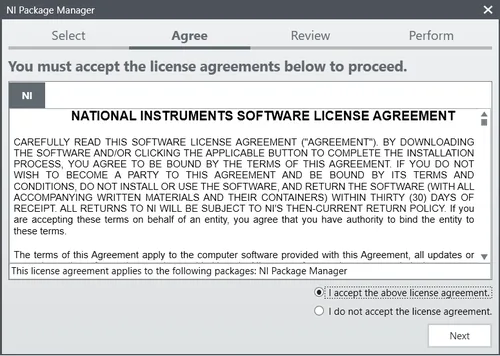 NI Package Manager
Select Agree Review Perform
You must accept the license agreements below to proceed.
NI
NATIONAL INSTRUMENTS SOFTWARE LICENSE AGREEMENT
CAREFULLY READ THIS SOFTWARE LICENSE AGREEMENT ("AGREEMENT"). BY DOWNLOADING
THE SOFTWARE AND/OR CLICKING THE APPLICABLE BUTTON TO COMPLETE THE INSTALLATION
PROCESS, YOU AGREE TO BE BOUND BY THE TERMS OF THIS AGREEMENT. IF YOU DO NOT
WISH TO BECOME A PARTY TO THIS AGREEMENT AND BE BOUND BY ITS TERMS AND
CONDITIONS, DO NOT INSTALL OR USE THE SOFTWARE, AND RETURN THE SOFTWARE (WITH ALL
ACCOMPANYING WRITTEN MATERIALS AND THEIR CONTAINERS) WITHIN THIRTY (30) DAYS OF
RECEIPT. ALL RETURNS TO NI WILL BE SUBJECT TO NI'S THEN-CURRENT RETURN POLICY. If you
are accepting these terms on behalf of an entity, you agree that you have authority to bind the entity to
these terms.
The terms of this Agreement apply to the computer software provided with this Agreement, all updates or
This license agreement applies to the following packages: NI Package Manager
I accept the above license agreement.
I do not accept the license agreement.
Next